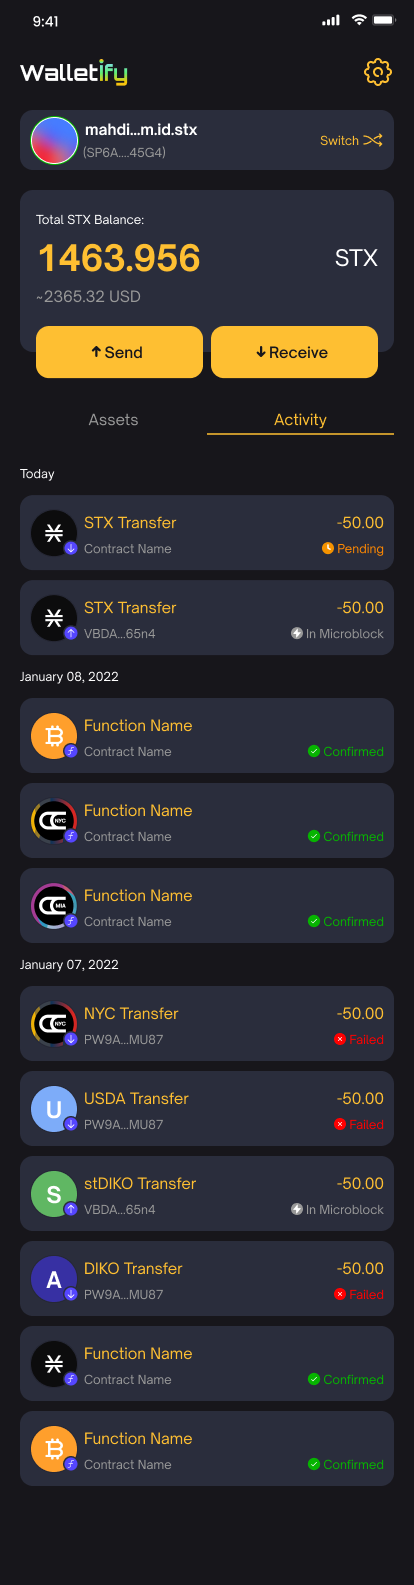 9:41
Walletify
mahdi...m.id.stx
(SP6A....45G4)
Switch
Total STX Balance:
1463.956
STX
~2365.32 USD
Send
Receive
Assets
Activity
Today
STX Transfer
-50.00
Contract Name
Pending
STX Transfer
-50.00
VBDA...65n4
In Microblock
January 08, 2022
Function Name
Contract Name
Confirmed
NYC
Function Name
Contract Name
Confirmed
MIA
Function Name
Contract Name
Confirmed
January 07, 2022
NYC
NYC Transfer
-50.00
PW9A...MU87
Failed
U
USDA Transfer
-50.00
PW9A...MU87
Failed
S
stDIKO Transfer
-50.00
VBDA...65n4
In Microblock
A
DIKO Transfer
-50.00
PW9A...MU87
Failed
Function Name
Contract Name
Confirmed
Function Name
Contract Name
Confirmed